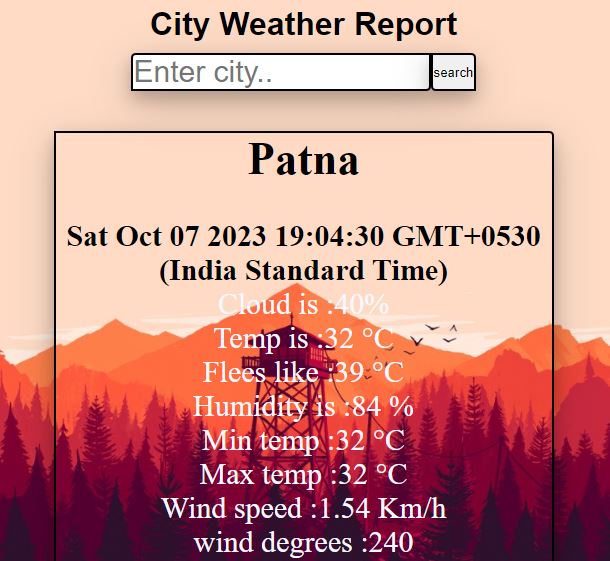 City Weather Report
Enter city..
search
Patna
Sat Oct 07 2023 19:04:30 GMT+0530
(India Standard Time)
Cloud is :40%
Temp is :32 °C
Flees like :39 °C
Humidity is :84 %
Min temp :32 °C
Max temp :32 °C
Wind speed :1.54 Km/h
wind degrees :240